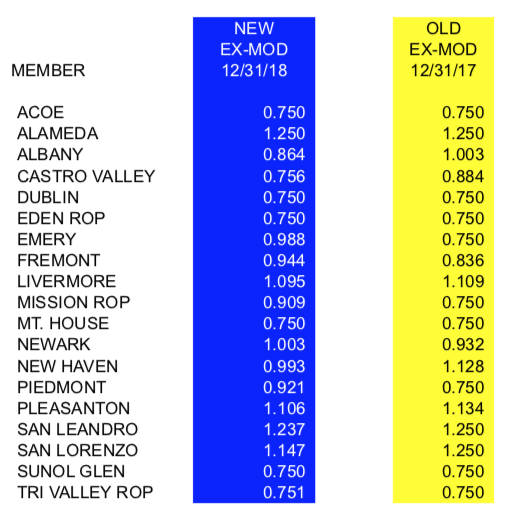 NEW OLD
EX-MOD EX-MOD
MEMBER 12/31/18 12/31/17
ACOE 0.750 0.750
ALAMEDA 1.250 1.250
ALBANY 0.864 1.003
CASTRO VALLEY 0.756 0.884
DUBLIN 0.750 0.750
EDEN ROP 0.750 0.750
EMERY 0.988 0.750
FREMONT 0.944 0.836
LIVERMORE 1.095 1.109
MISSION ROP 0.909 0.750
MT. HOUSE 0.750 0.750
NEWARK 1.003 0.932
NEW HAVEN 0.993 1.128
PIEDMONT 0.921 0.750
PLEASANTON 1.106 1.134
SAN LEANDRO 1.237 1.250
SAN LORENZO 1.147 1.250
SUNOL GLEN 0.750 0.750
TRI VALLEY ROP 0.751 0.750